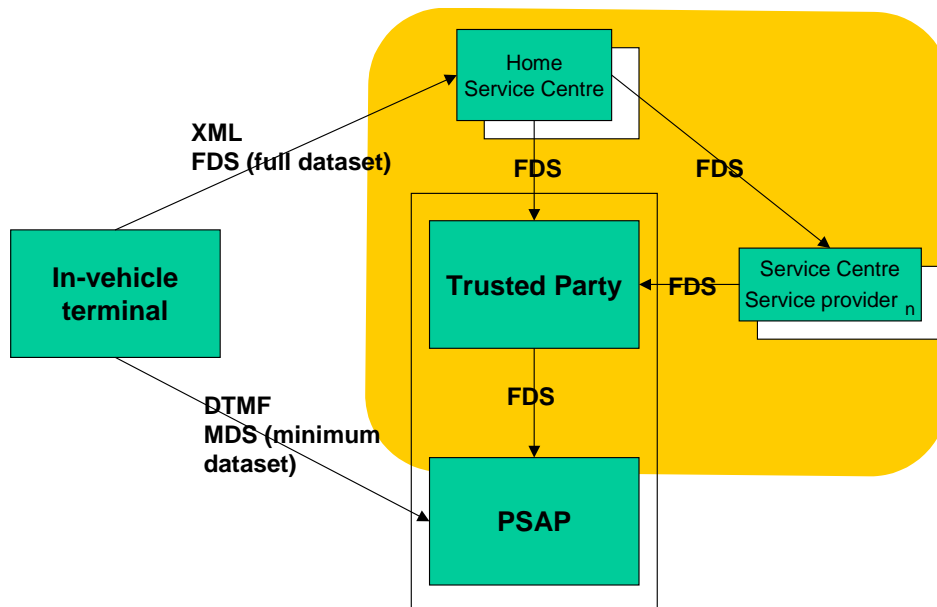 Home
Service Centre
XML
FDS (full dataset)
FDS
FDS
In-vehicle
terminal
Trusted Party
FDS
Service Centre
Service provider n
FDS
DTMF
MDS (minimum
dataset)
PSAP